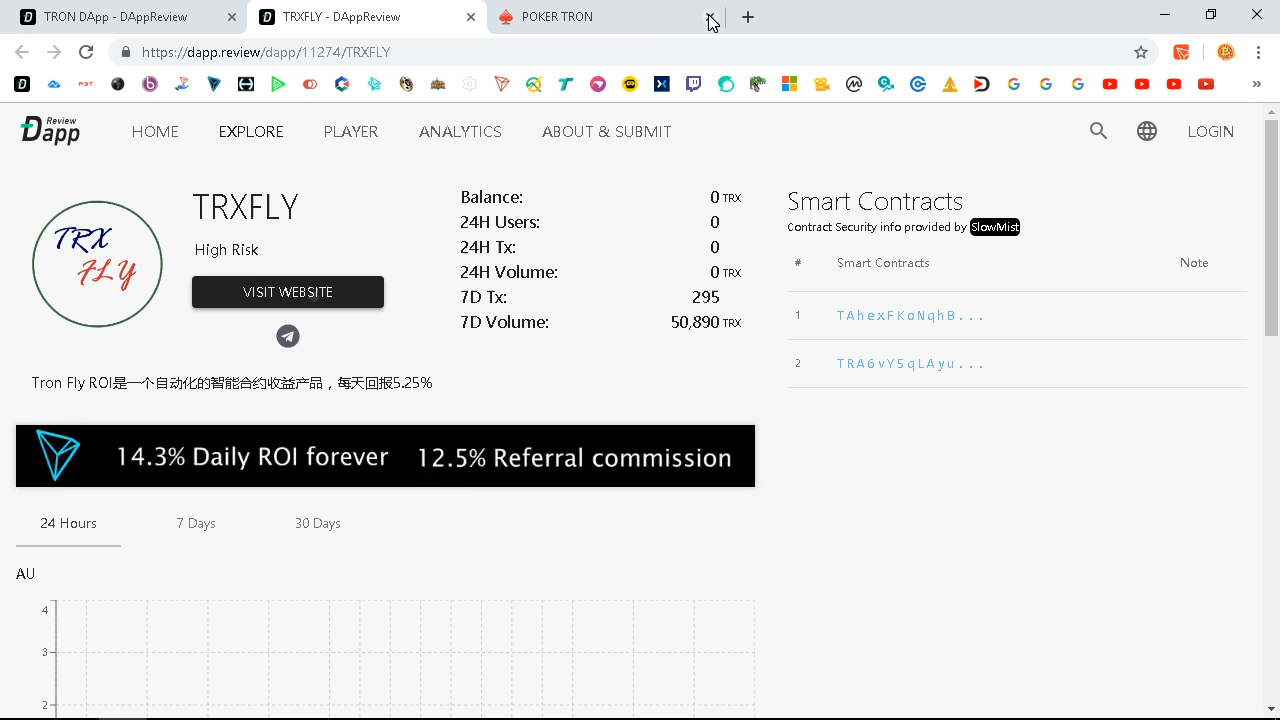 TRON DApp - DAppReview
TRXFLY - DAppReview
POKER TRON
https://dapp.review/dapp/11274/TRXFLY
Review
Dapp
HOME
EXPLORE
PLAYER
ANALYTICS
ABOUT & SUBMIT
LOGIN
TRX
FLY
TRXFLY
High Risk
VISIT WEBSITE
Balance: 0 TRX
24H Users: 0
24H Tx: 0
24H Volume: 0 TRX
7D Tx: 295
7D Volume: 50,890 TRX
Smart Contracts
Contract Security info provided by SlowMist
# Smart Contracts Note
1 TAhexFKoNqhB...
2 TRA6vY5qLAyu...
Tron Fly ROI是一个自动化的智能合约收益产品，每天回报5.25%
14.3% Daily ROI forever 12.5% Referral commission
24 Hours
7 Days
30 Days
AU
4
3
2